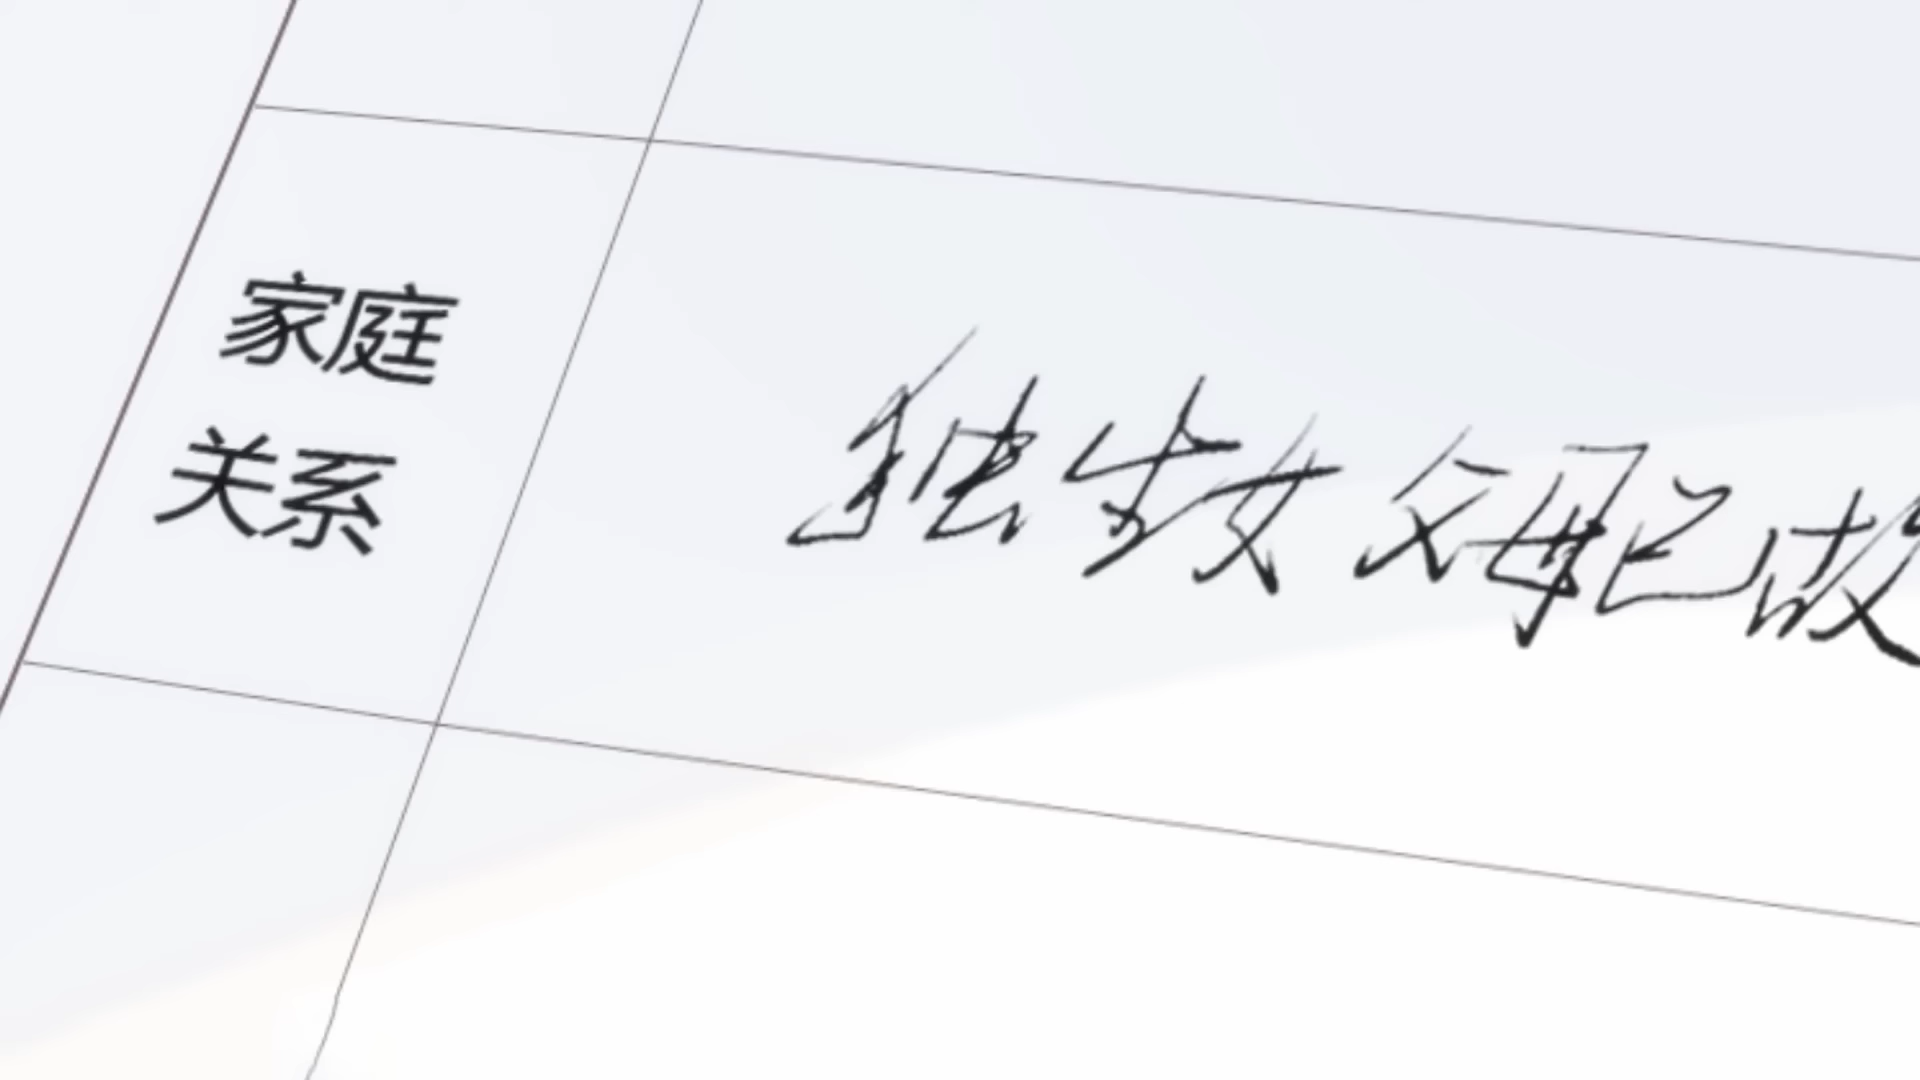 家庭
关系
独生女 父母已故